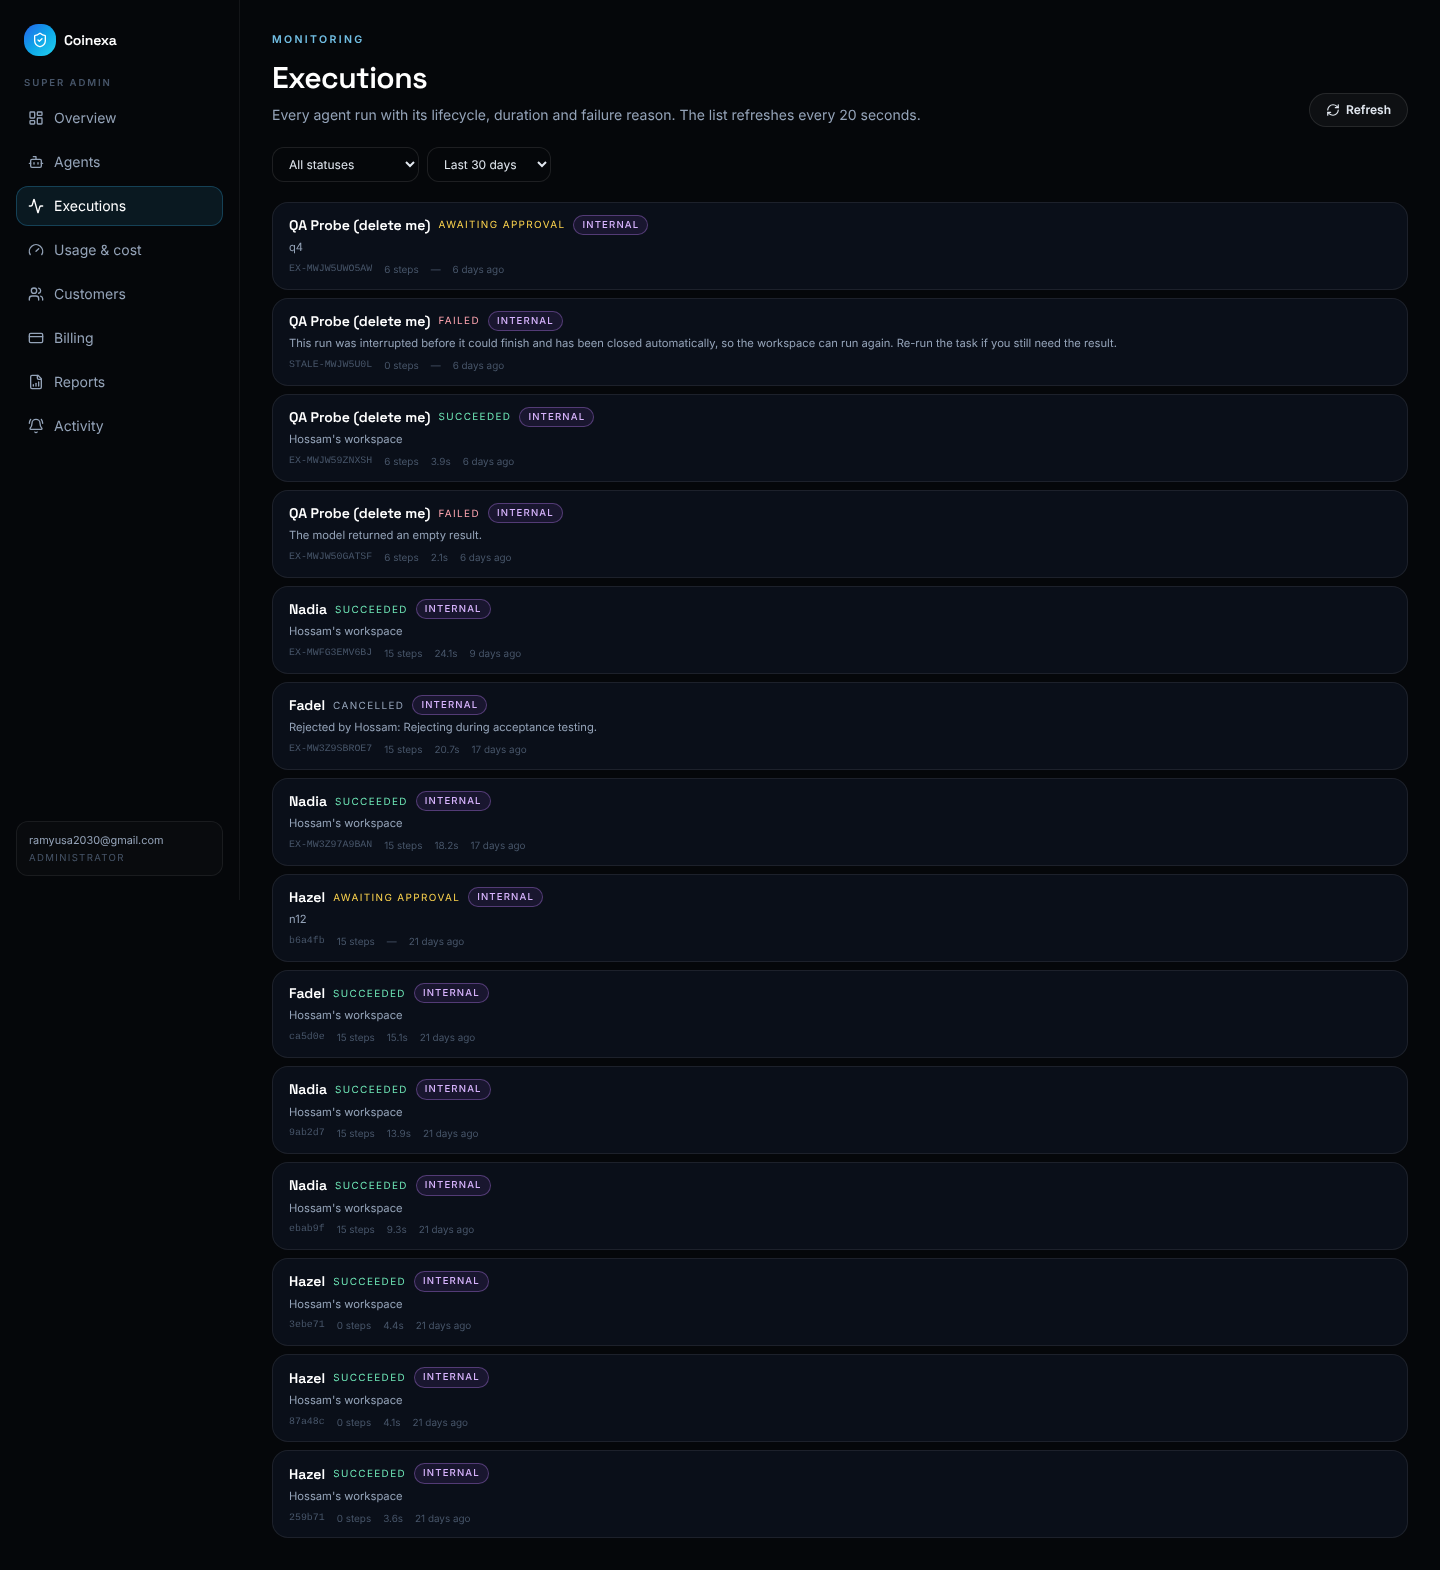 Coinexa
SUPER ADMIN
Overview
Agents
Executions
Usage & cost
Customers
Billing
Reports
Activity
ramyusa2030@gmail.com
ADMINISTRATOR
MONITORING
Executions
Every agent run with its lifecycle, duration and failure reason. The list refreshes every 20 seconds.
Refresh
All statuses
Last 30 days
QA Probe (delete me) AWAITING APPROVAL INTERNAL
q4
EX-MWJW5UWO5AW 6 steps — 6 days ago
QA Probe (delete me) FAILED INTERNAL
This run was interrupted before it could finish and has been closed automatically, so the workspace can run again. Re-run the task if you still need the result.
STALE-MWJW5U0L 0 steps — 6 days ago
QA Probe (delete me) SUCCEEDED INTERNAL
Hossam's workspace
EX-MWJW59ZNXSH 6 steps 3.9s 6 days ago
QA Probe (delete me) FAILED INTERNAL
The model returned an empty result.
EX-MWJW50GATSF 6 steps 2.1s 6 days ago
Nadia SUCCEEDED INTERNAL
Hossam's workspace
EX-MWFG3EMV6BJ 15 steps 24.1s 9 days ago
Fadel CANCELLED INTERNAL
Rejected by Hossam: Rejecting during acceptance testing.
EX-MW3Z9SBROE7 15 steps 20.7s 17 days ago
Nadia SUCCEEDED INTERNAL
Hossam's workspace
EX-MW3Z97A9BAN 15 steps 18.2s 17 days ago
Hazel AWAITING APPROVAL INTERNAL
n12
b6a4fb 15 steps — 21 days ago
Fadel SUCCEEDED INTERNAL
Hossam's workspace
ca5d0e 15 steps 15.1s 21 days ago
Nadia SUCCEEDED INTERNAL
Hossam's workspace
9ab2d7 15 steps 13.9s 21 days ago
Nadia SUCCEEDED INTERNAL
Hossam's workspace
ebab9f 15 steps 9.3s 21 days ago
Hazel SUCCEEDED INTERNAL
Hossam's workspace
3ebe71 0 steps 4.4s 21 days ago
Hazel SUCCEEDED INTERNAL
Hossam's workspace
87a48c 0 steps 4.1s 21 days ago
Hazel SUCCEEDED INTERNAL
Hossam's workspace
259b71 0 steps 3.6s 21 days ago